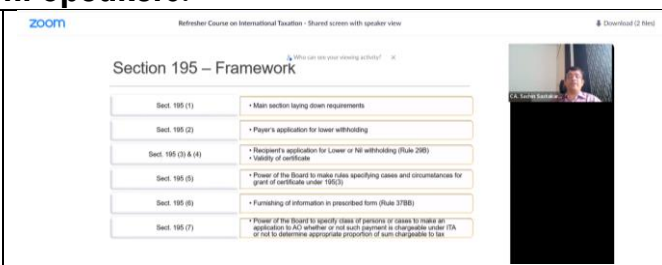 zoom
Refresher Course on International Taxation - Shared screen with speaker view
Download (2 files)
Who can see your viewing activity?
Section 195 – Framework
CA.
Sect. 195 (1)
• Main section laying down requirements
Sect. 195 (2)
• Payer's application for lower withholding
Sect. 195 (3) & (4)
• Recipient's application for Lower or Nil withholding (Rule 29B)
• Validity of certificate
Sect. 195 (5)
• Power of the Board to make rules specifying cases and circumstances for
grant of certificate under 195(3)
Sect. 195 (6)
• Furnishing of information in prescribed form (Rule 37BB)
Sect. 195 (7)
• Power of the Board to specify class of persons or cases to make an
application to AO whether or not such payment is chargeable under ITA
or not to determine appropriate proportion of sum chargeable to tax